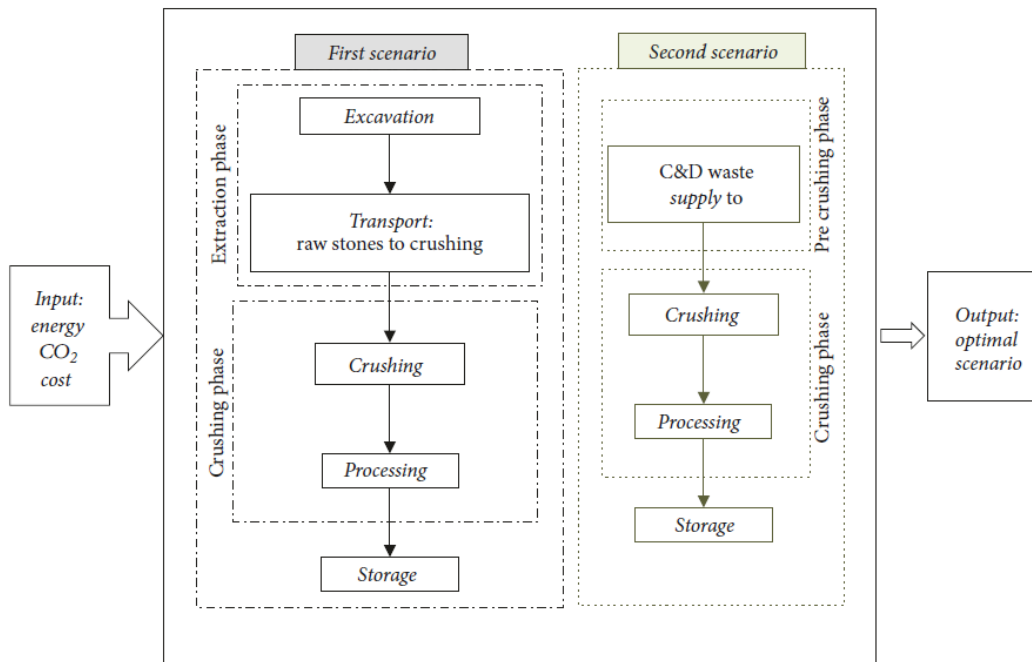 First scenario
Second scenario
Extraction phase
Excavation
Transport:
raw stones to crushing
Crushing phase
Crushing
Processing
Storage
Pre crushing phase
C&D waste
supply to
Crushing phase
Crushing
Processing
Storage
Input:
energy
CO₂
cost
Output:
optimal
scenario